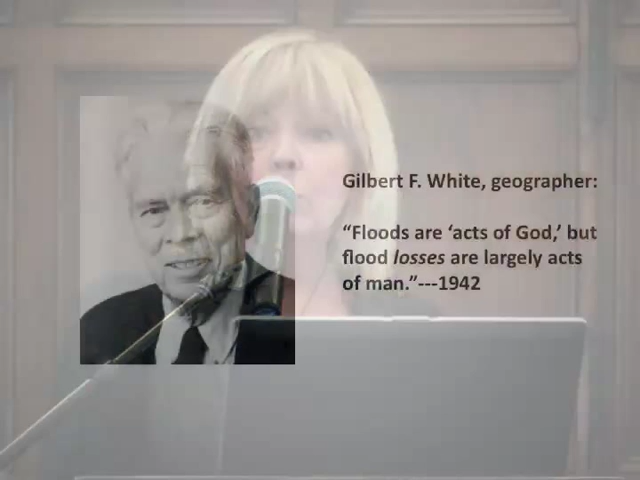 Gilbert F. White, geographer:
“Floods are ‘acts of God,’ but
flood losses are largely acts
of man.”---1942